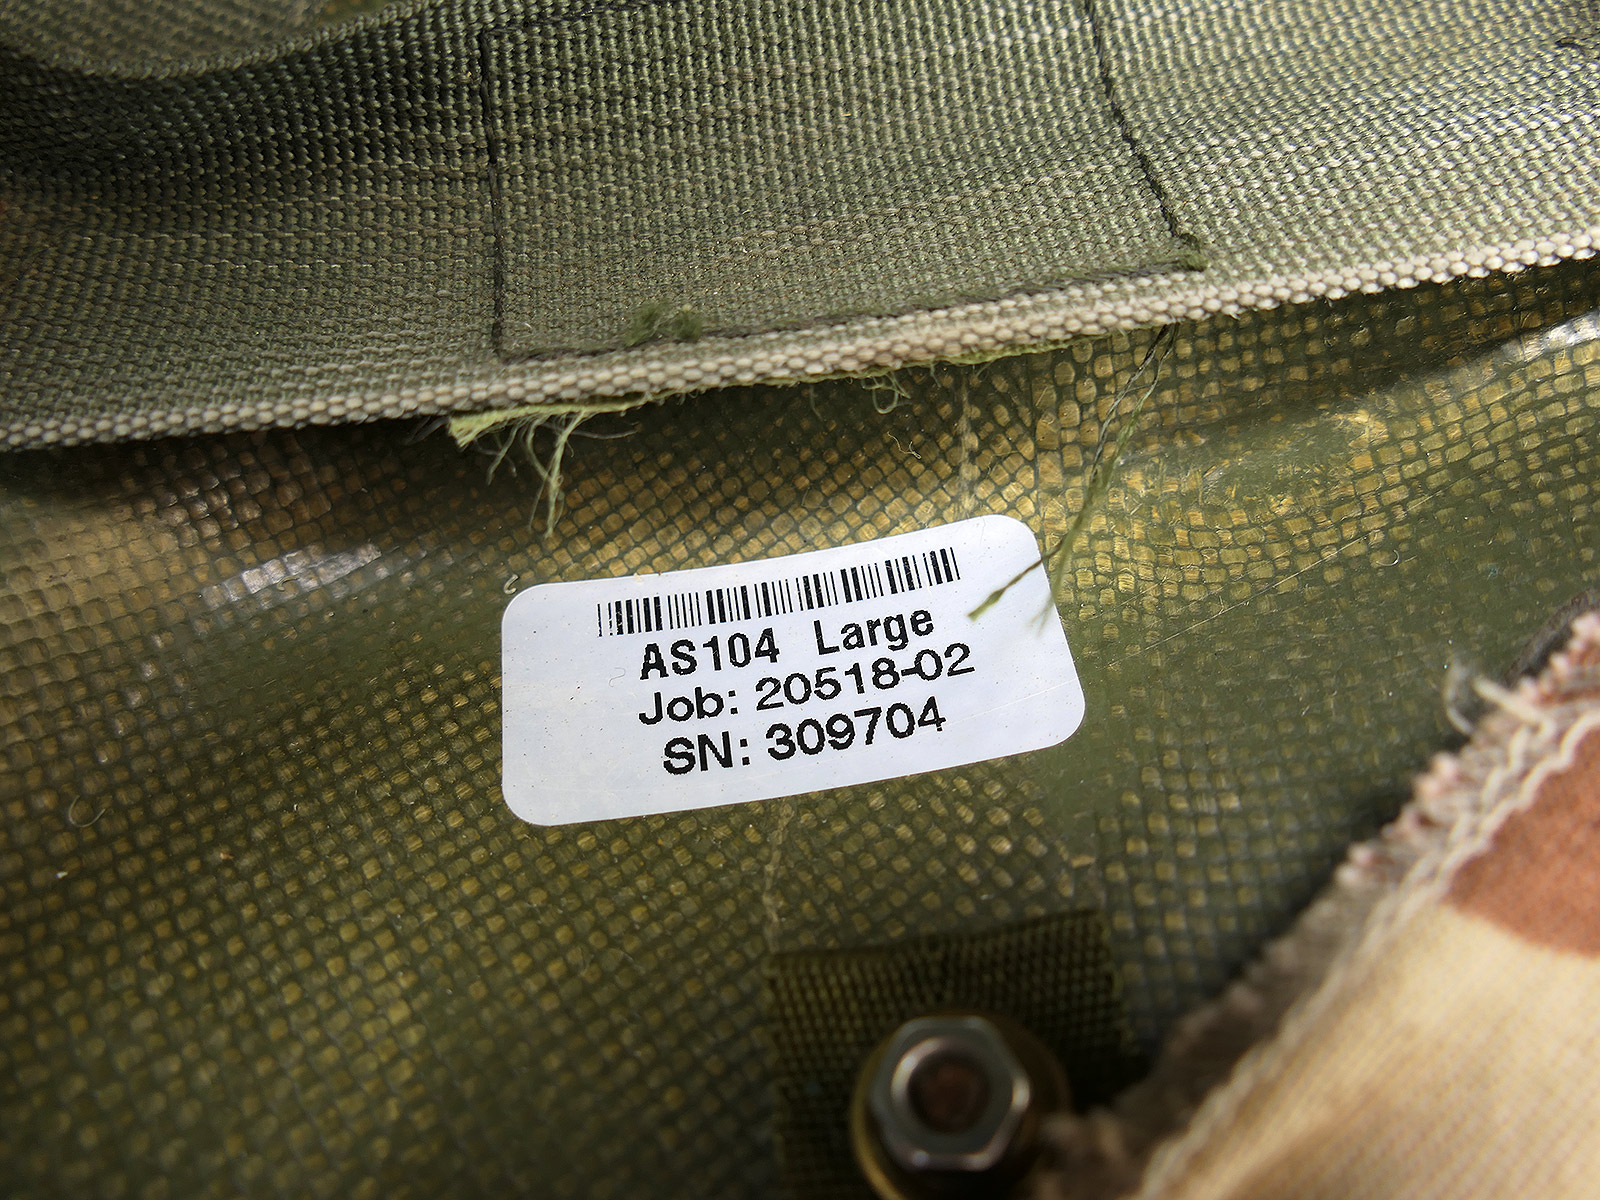 AS104 Large
Job: 20518-02
SN: 309704